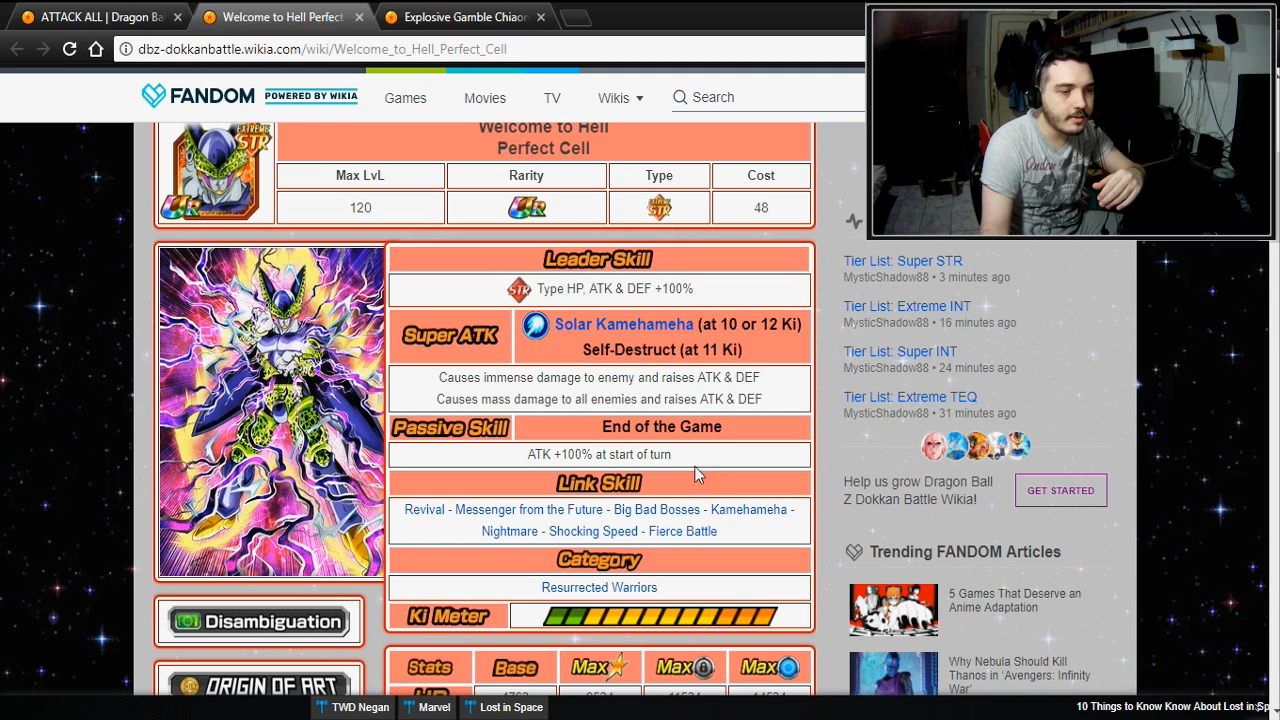 ATTACK ALL | Dragon Ba
Welcome to Hell Perfect
Explosive Gamble Chiaor
dbz-dokkanbattle.wikia.com/wiki/Welcome_to_Hell_Perfect_Cell
FANDOM POWERED BY WIKIA
Games Movies TV Wikis Search
EXTREME STR
UR
Welcome to Hell
Perfect Cell
Max LvL Rarity Type Cost
120 UR 48
Leader Skill
STR Type HP, ATK & DEF +100%
Super ATK
Solar Kamehameha (at 10 or 12 Ki)
Self-Destruct (at 11 Ki)
Causes immense damage to enemy and raises ATK & DEF
Causes mass damage to all enemies and raises ATK & DEF
Passive Skill End of the Game
ATK +100% at start of turn
Link Skill
Revival - Messenger from the Future - Big Bad Bosses - Kamehameha -
Nightmare - Shocking Speed - Fierce Battle
Category
Resurrected Warriors
Ki Meter
Stats Base Max Max Max
HP
Disambiguation
ORIGIN OF ART
Tier List: Super STR
MysticShadow88 • 3 minutes ago
Tier List: Extreme INT
MysticShadow88 • 16 minutes ago
Tier List: Super INT
MysticShadow88 • 24 minutes ago
Tier List: Extreme TEQ
MysticShadow88 • 31 minutes ago
Help us grow Dragon Ball
Z Dokkan Battle Wikia!
GET STARTED
Trending FANDOM Articles
5 Games That Deserve an
Anime Adaptation
Why Nebula Should Kill
Thanos in 'Avengers: Infinity
War'
TWD Negan Marvel Lost in Space
10 Things to Know Know About Lost in Sp